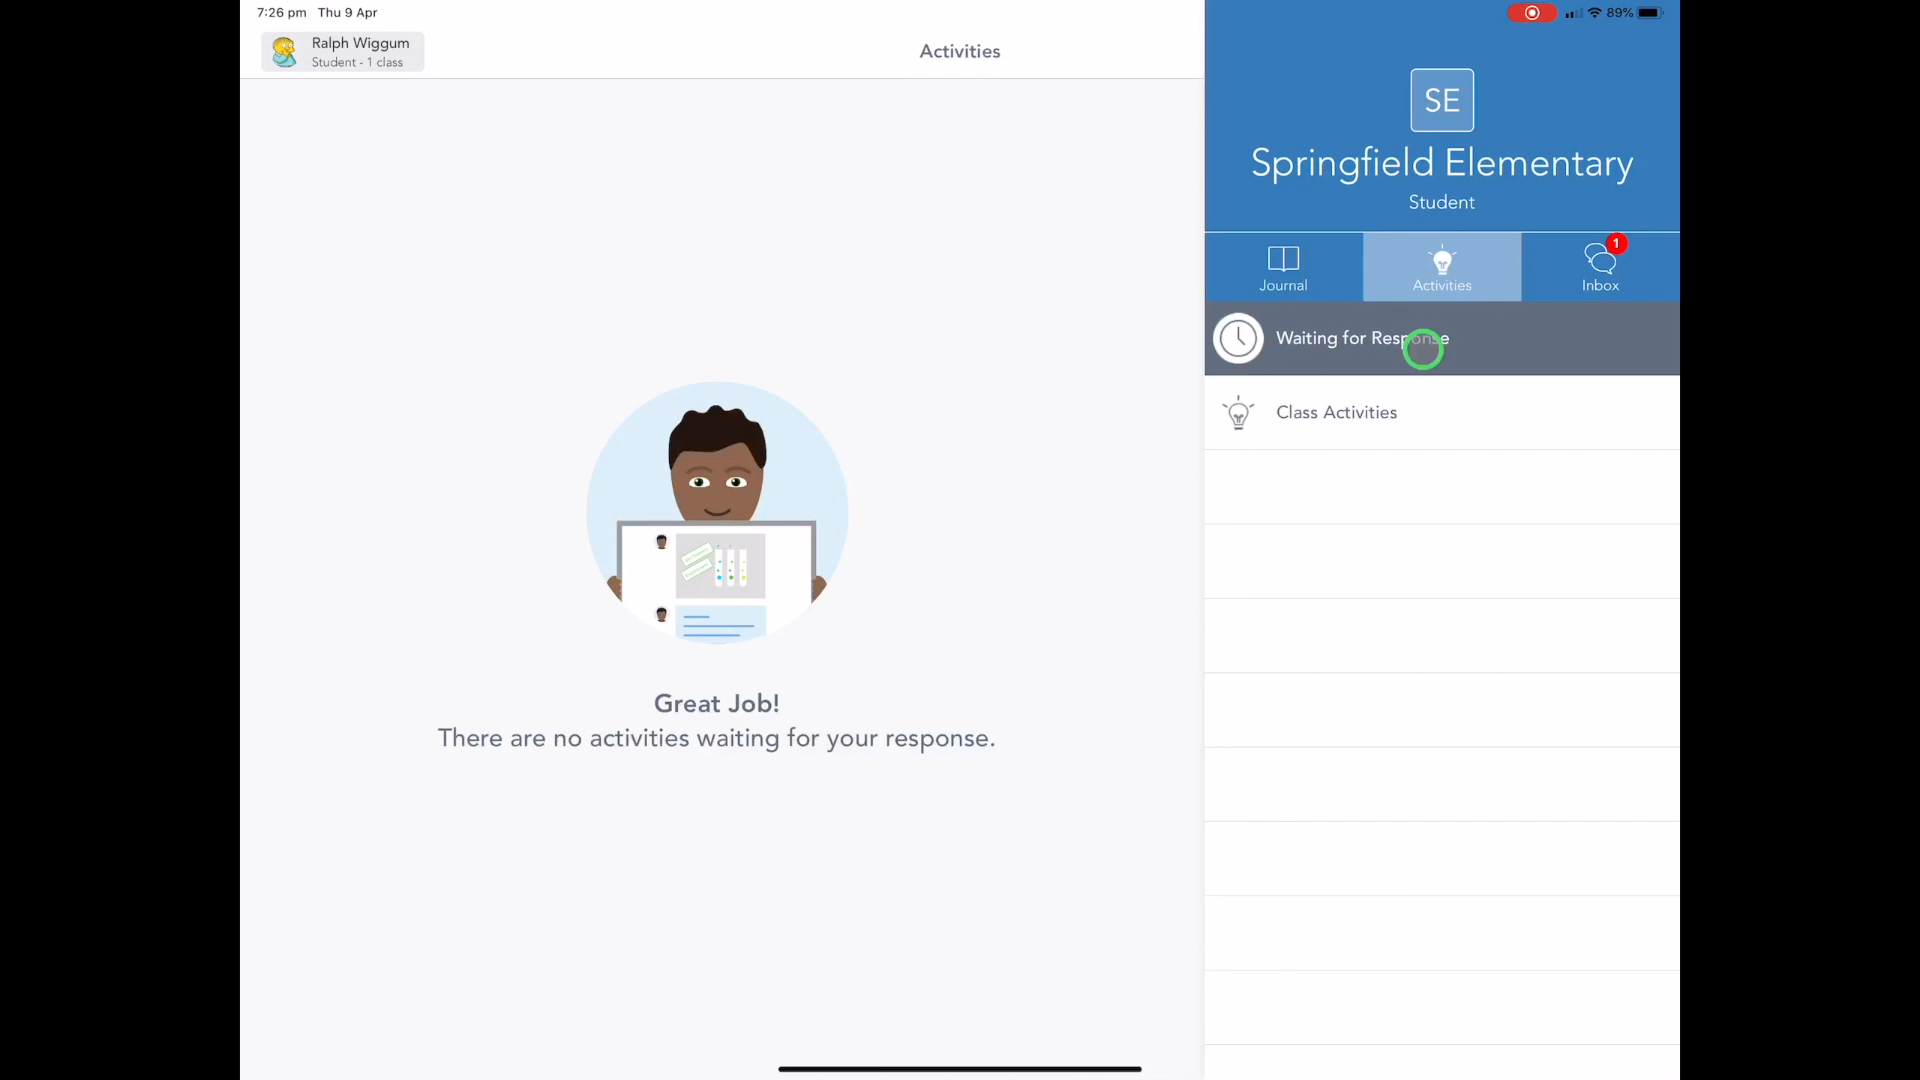 7:26 pm Thu 9 Apr
89%
Ralph Wiggum
Student - 1 class
Activities
SE
Springfield Elementary
Student
Journal
Activities
1
Inbox
Waiting for Response
Class Activities
Great Job!
There are no activities waiting for your response.